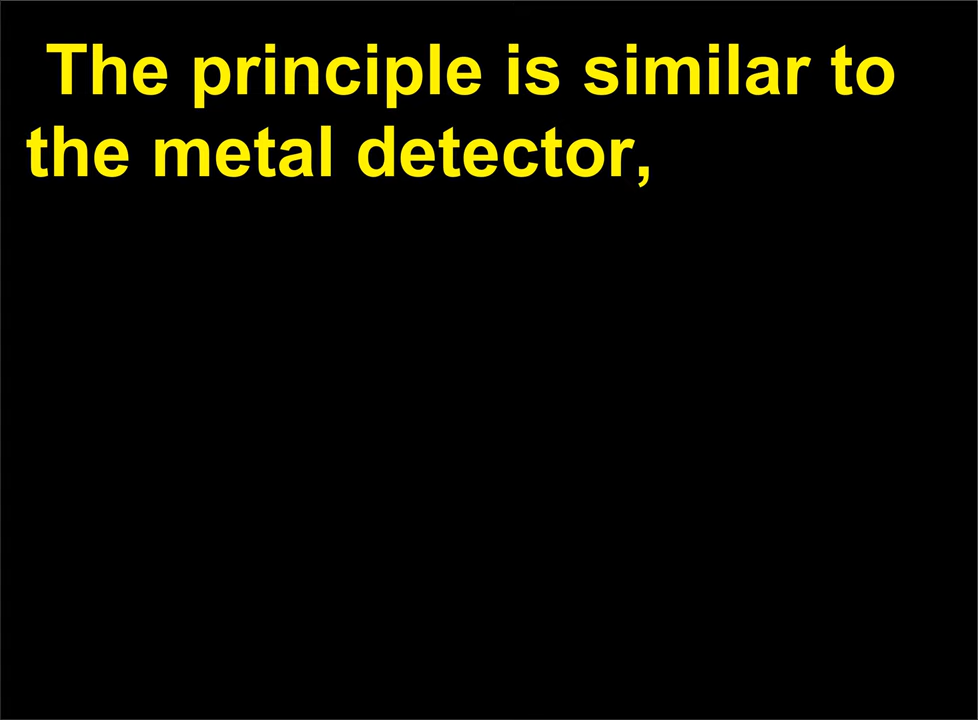 The principle is similar to
the metal detector,